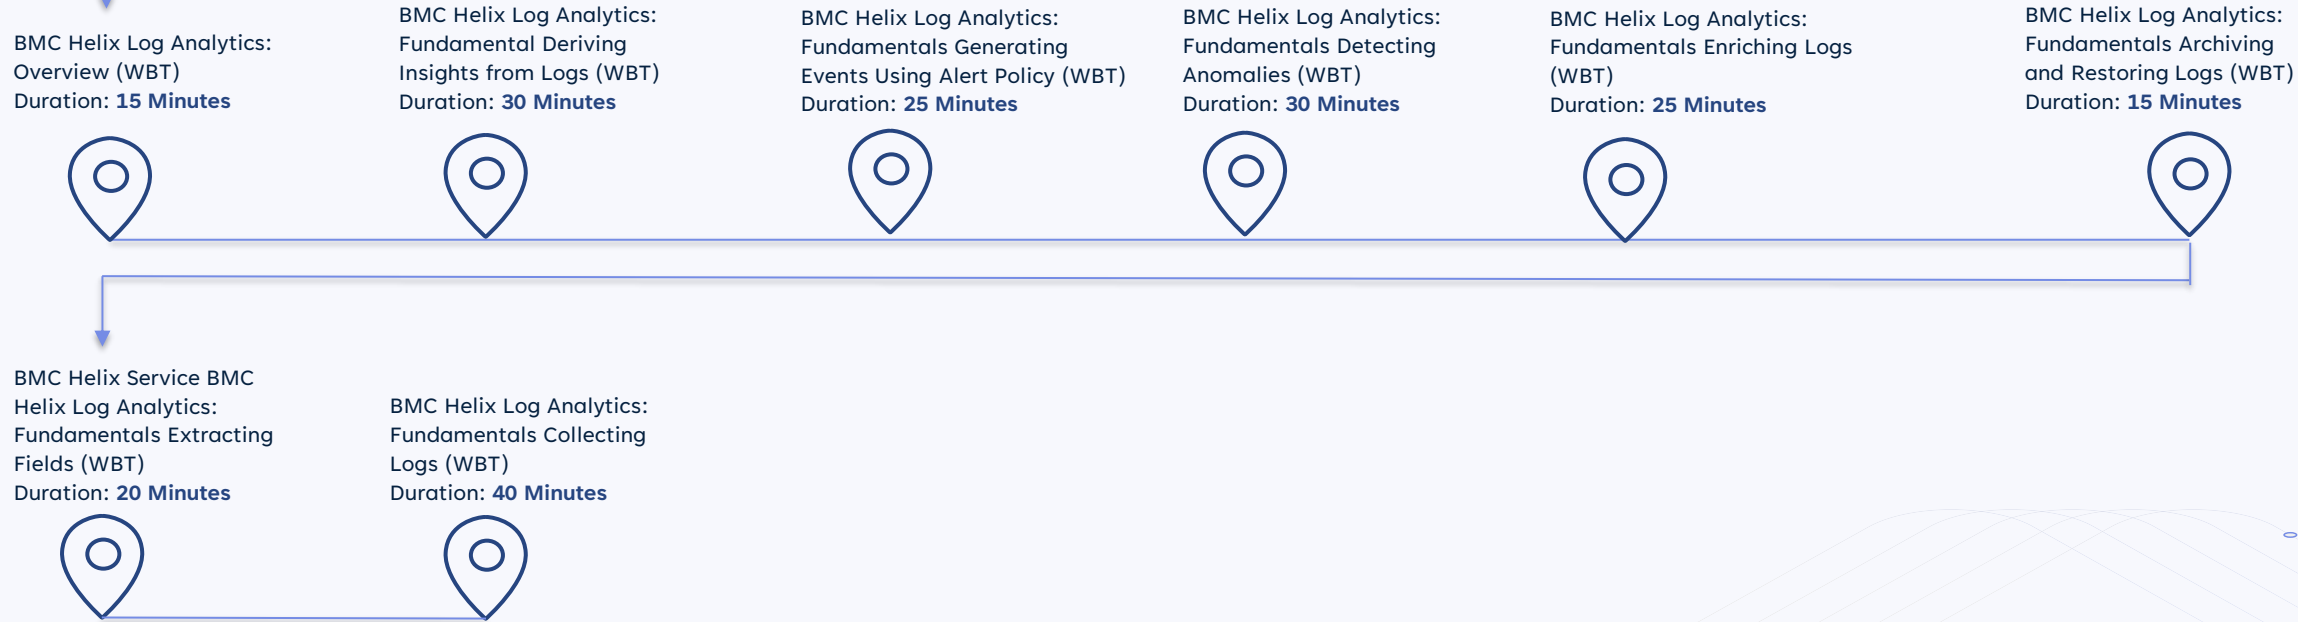 BMC Helix Log Analytics:
Overview (WBT)
Duration: 15 Minutes
BMC Helix Log Analytics:
Fundamental Deriving
Insights from Logs (WBT)
Duration: 30 Minutes
BMC Helix Log Analytics:
Fundamentals Generating
Events Using Alert Policy (WBT)
Duration: 25 Minutes
BMC Helix Log Analytics:
Fundamentals Detecting
Anomalies (WBT)
Duration: 30 Minutes
BMC Helix Log Analytics:
Fundamentals Enriching Logs
(WBT)
Duration: 25 Minutes
BMC Helix Log Analytics:
Fundamentals Archiving
and Restoring Logs (WBT)
Duration: 15 Minutes
BMC Helix Service BMC
Helix Log Analytics:
Fundamentals Extracting
Fields (WBT)
Duration: 20 Minutes
BMC Helix Log Analytics:
Fundamentals Collecting
Logs (WBT)
Duration: 40 Minutes